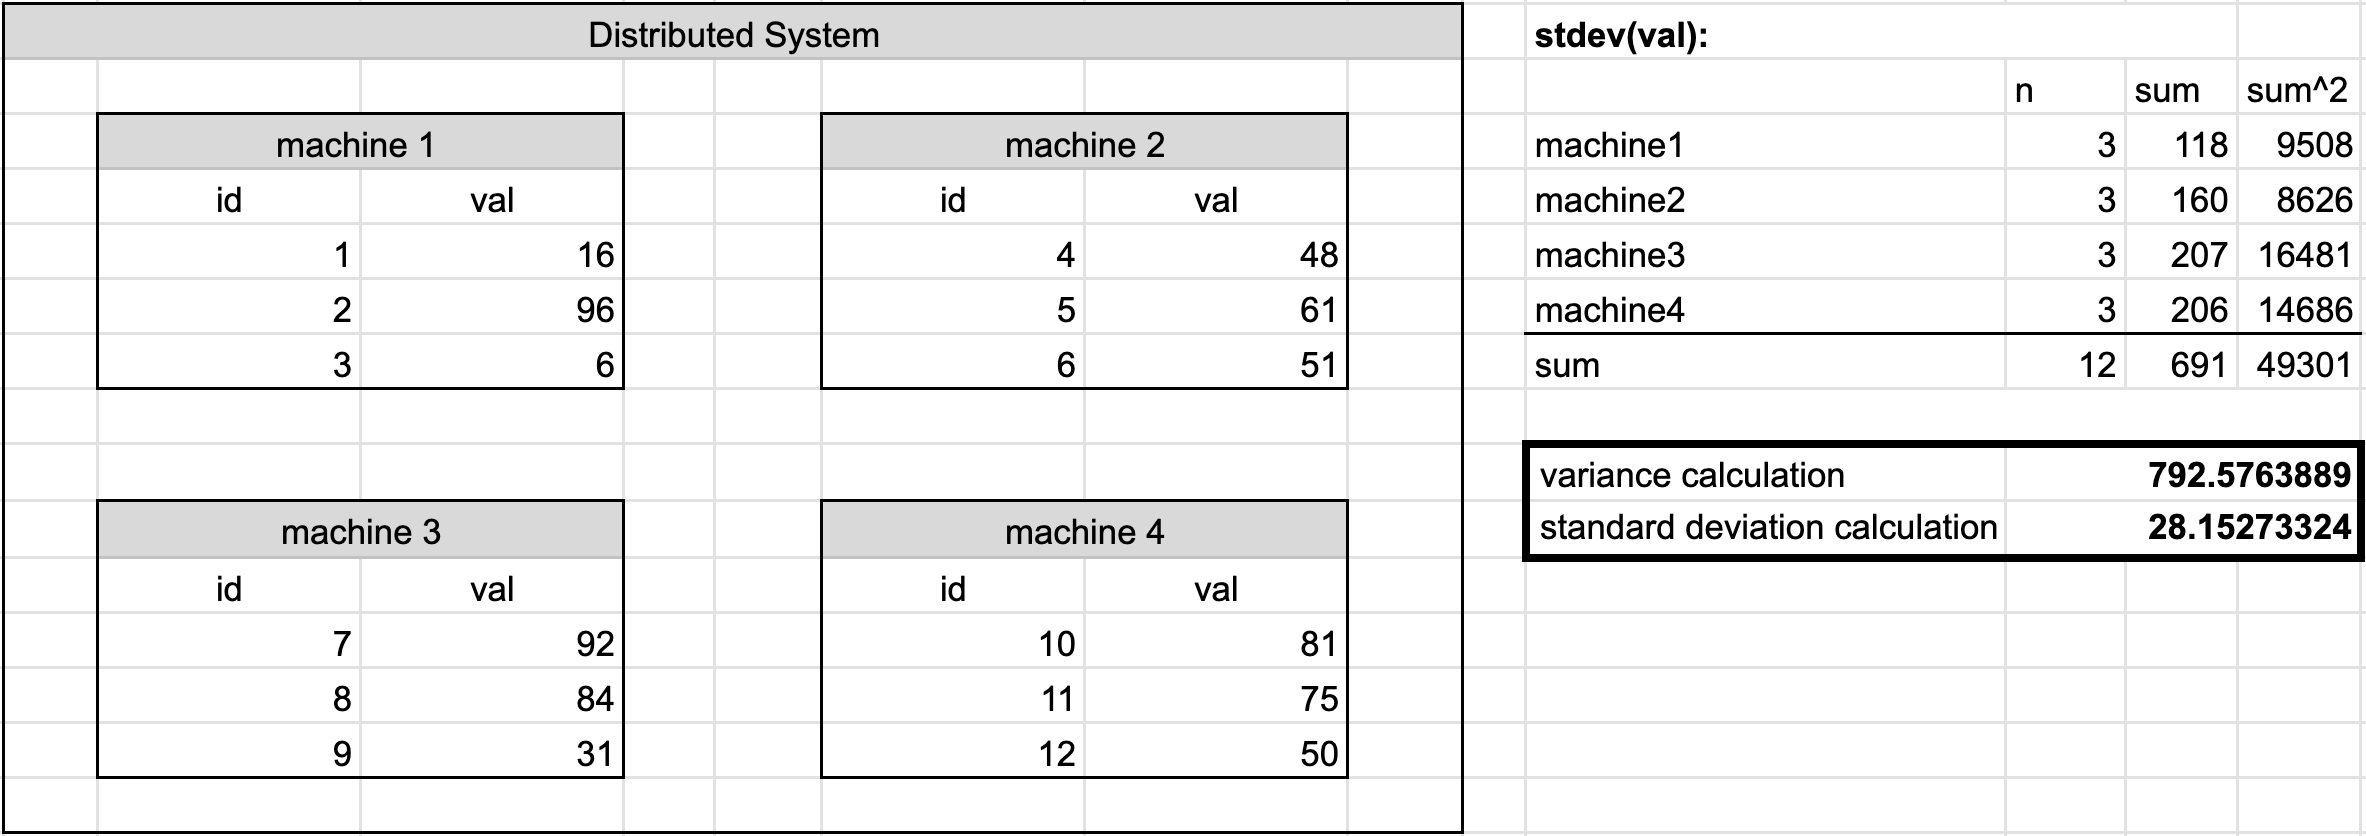 Distributed System
machine 1
id val
1 16
2 96
3 6
machine 2
id val
4 48
5 61
6 51
machine 3
id val
7 92
8 84
9 31
machine 4
id val
10 81
11 75
12 50
stdev(val):
n sum sum^2
machine1 3 118 9508
machine2 3 160 8626
machine3 3 207 16481
machine4 3 206 14686
sum 12 691 49301
variance calculation 792.5763889
standard deviation calculation 28.15273324